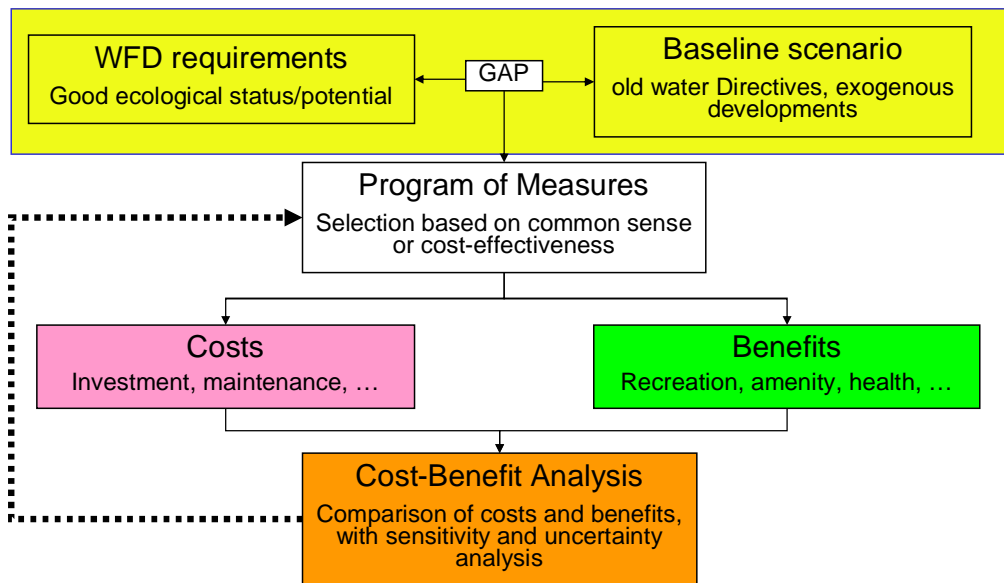 WFD requirements
Good ecological status/potential
GAP
Baseline scenario
old water Directives, exogenous
developments
Program of Measures
Selection based on common sense
or cost-effectiveness
Costs
Investment, maintenance, …
Benefits
Recreation, amenity, health, …
Cost-Benefit Analysis
Comparison of costs and benefits,
with sensitivity and uncertainty
analysis